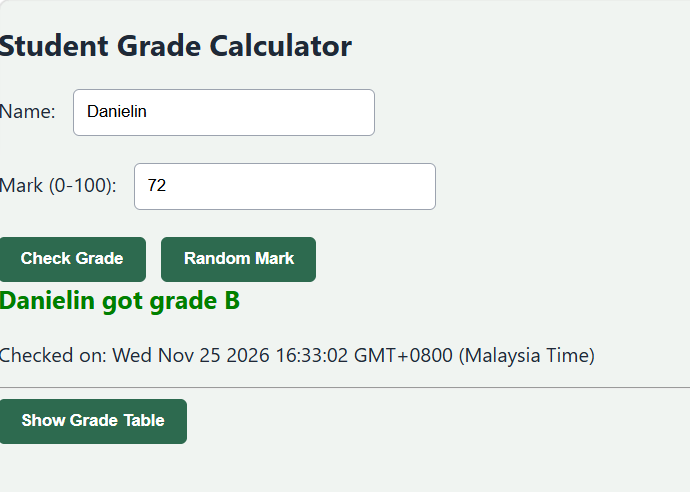 Student Grade Calculator
Name: Danielin
Mark (0-100): 72
Check Grade Random Mark
Danielin got grade B
Checked on: Wed Nov 25 2026 16:33:02 GMT+0800 (Malaysia Time)
Show Grade Table